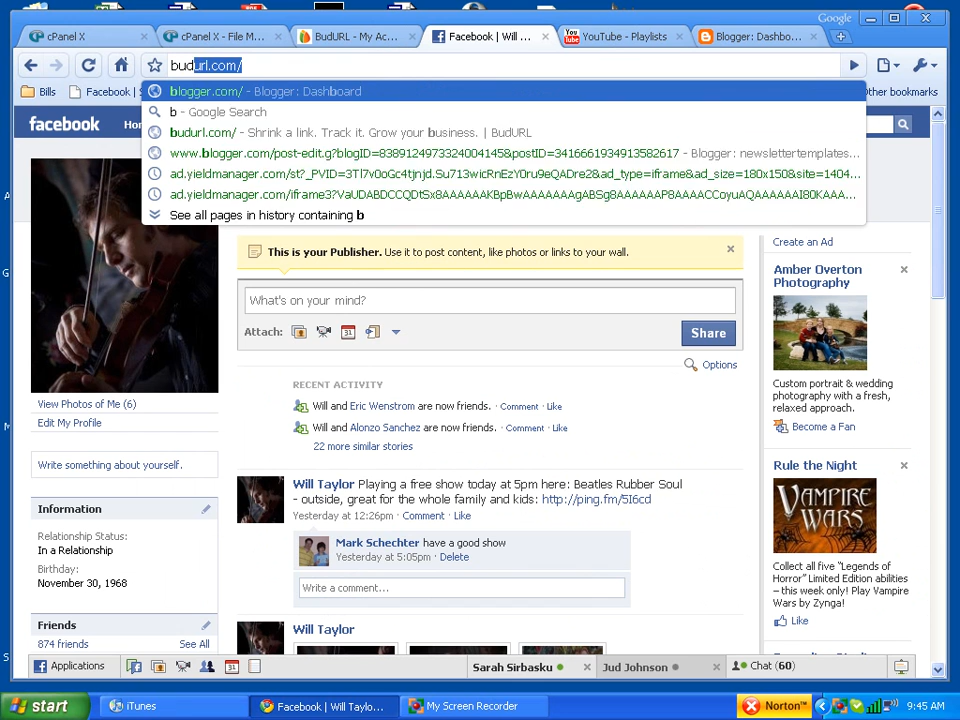 Google
cPanel X
cPanel X - File M...
BudURL - My Ac...
Facebook | Will ...
YouTube - Playlists
Blogger: Dashbo...
budurl.com/
Bills
Facebook |
Other bookmarks
blogger.com/ - Blogger: Dashboard
b - Google Search
budurl.com/ - Shrink a link. Track it. Grow your business. | BudURL
www.blogger.com/post-edit.g?blogID=8389124973324004145&postID=3416661934913582617 - Blogger: newslettertemplates...
ad.yieldmanager.com/st?_PVID=3Tl7v0oGc4tjnjd.Su713wicRnEzY0ru9eQADre2&ad_type=iframe&ad_size=180x150&site=1404...
ad.yieldmanager.com/iframe3?VaUDABDCCQDtSx8AAAAAAKBpBwAAAAAAAgABSg8AAAAAAP8AAAACCoyuAQAAAAAAI80KAAA...
See all pages in history containing b
facebook
This is your Publisher. Use it to post content, like photos or links to your wall.
What's on your mind?
Attach:
31
Share
Options
RECENT ACTIVITY
Will and Eric Wenstrom are now friends. · Comment · Like
Will and Alonzo Sanchez are now friends. · Comment · Like
22 more similar stories
Will Taylor Playing a free show today at 5pm here: Beatles Rubber Soul
- outside, great for the whole family and kids: http://ping.fm/5I6cd
Yesterday at 12:26pm · Comment · Like
Mark Schechter have a good show
Yesterday at 5:05pm · Delete
Write a comment...
Will Taylor
View Photos of Me (6)
Edit My Profile
Write something about yourself.
Information
Relationship Status:
In a Relationship
Birthday:
November 30, 1968
Friends
874 friends
See All
Create an Ad
Amber Overton
Photography
Custom portrait & wedding
photography with a fresh,
relaxed approach.
Become a Fan
Rule the Night
VAMPIRE
WARS
Collect all five "Legends of
Horror" Limited Edition abilities
– this week only! Play Vampire
Wars by Zynga!
Like
Applications
31
Sarah Sirbasku
Jud Johnson
Chat (60)
start
iTunes
Facebook | Will Taylo...
My Screen Recorder
Norton™
9:45 AM